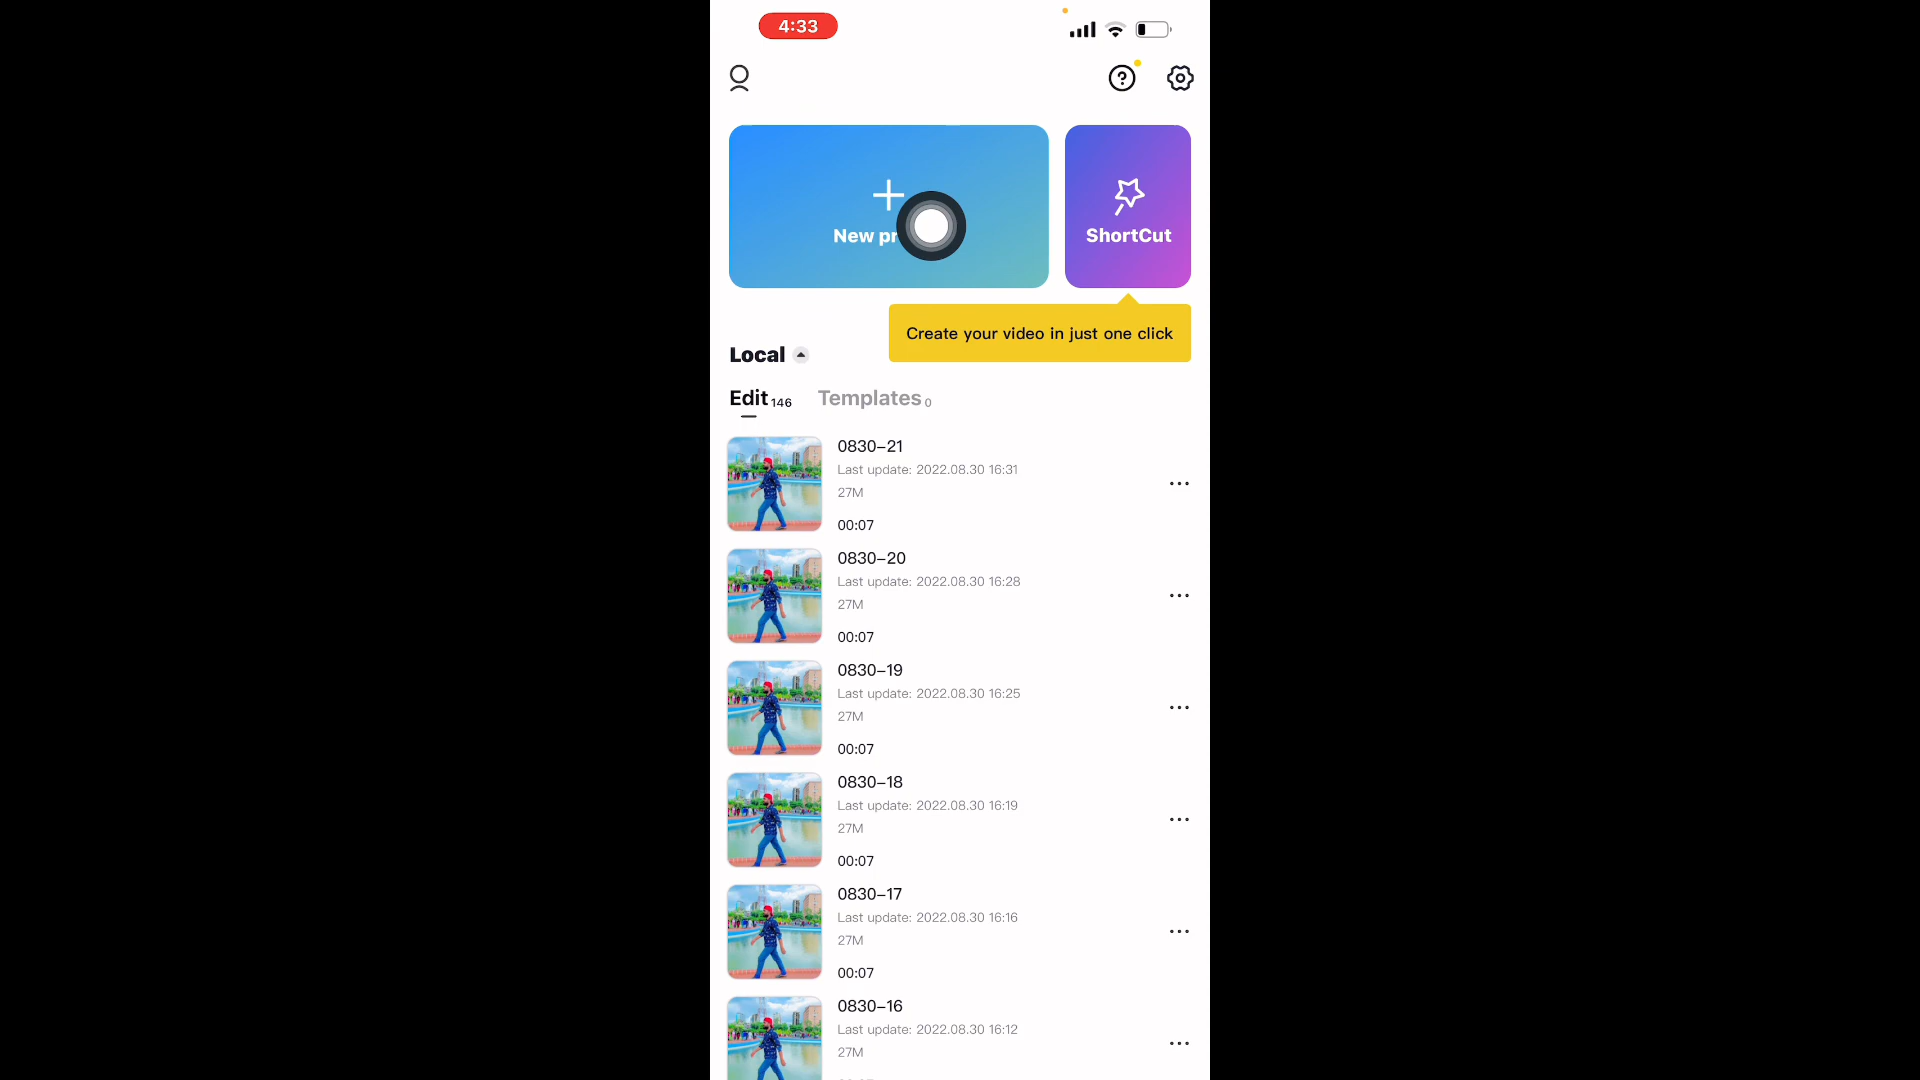 4:33
New pr
ShortCut
Create your video in just one click
Local
Edit 146
Templates 0
0830-21
Last update: 2022.08.30 16:31
27M
00:07
0830-20
Last update: 2022.08.30 16:28
27M
00:07
0830-19
Last update: 2022.08.30 16:25
27M
00:07
0830-18
Last update: 2022.08.30 16:19
27M
00:07
0830-17
Last update: 2022.08.30 16:16
27M
00:07
0830-16
Last update: 2022.08.30 16:12
27M